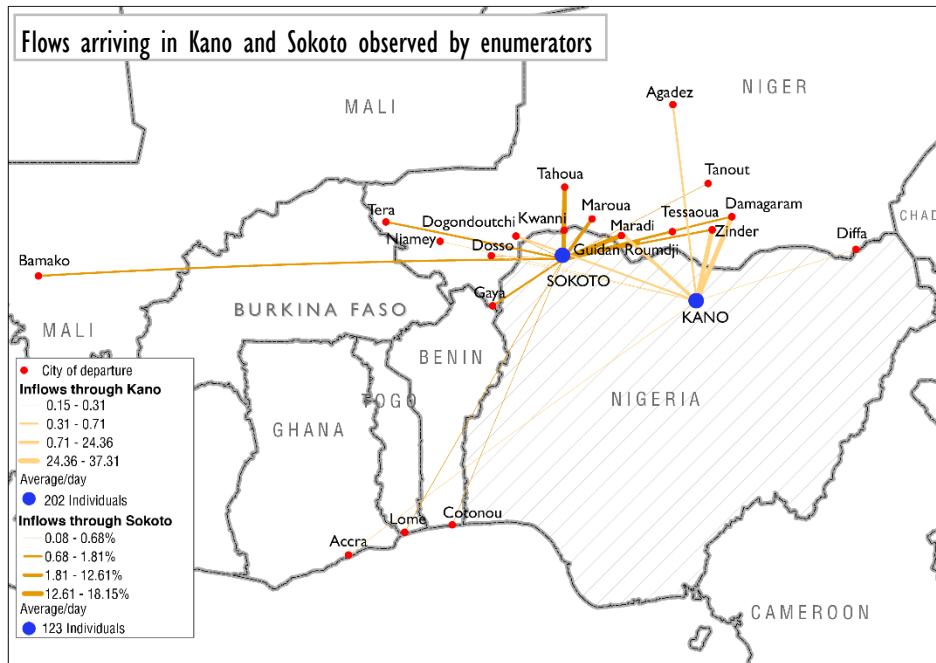 Flows arriving in Kano and Sokoto observed by enumerators
MALI
NIGER
Agadez
Tahoua
Tanout
Maroua
Damagaram
Tera
Dogondoutchi
Kwanni
Maradi
Tessaoua
Zinder
CHAD
Niamey
Dosso
Guidan Roumdji
Diffa
Bamako
SOKOTO
Gaya
KANO
BURKINA FASO
MALI
BENIN
City of departure
Inflows through Kano
0.15 - 0.31
0.31 - 0.71
0.71 - 24.36
24.36 - 37.31
Average/day
202 Individuals
Inflows through Sokoto
0.08 - 0.68%
0.68 - 1.81%
1.81 - 12.61%
12.61 - 18.15%
Average/day
123 Individuals
TOGO
NIGERIA
GHANA
Lome
Cotonou
Accra
CAMEROON